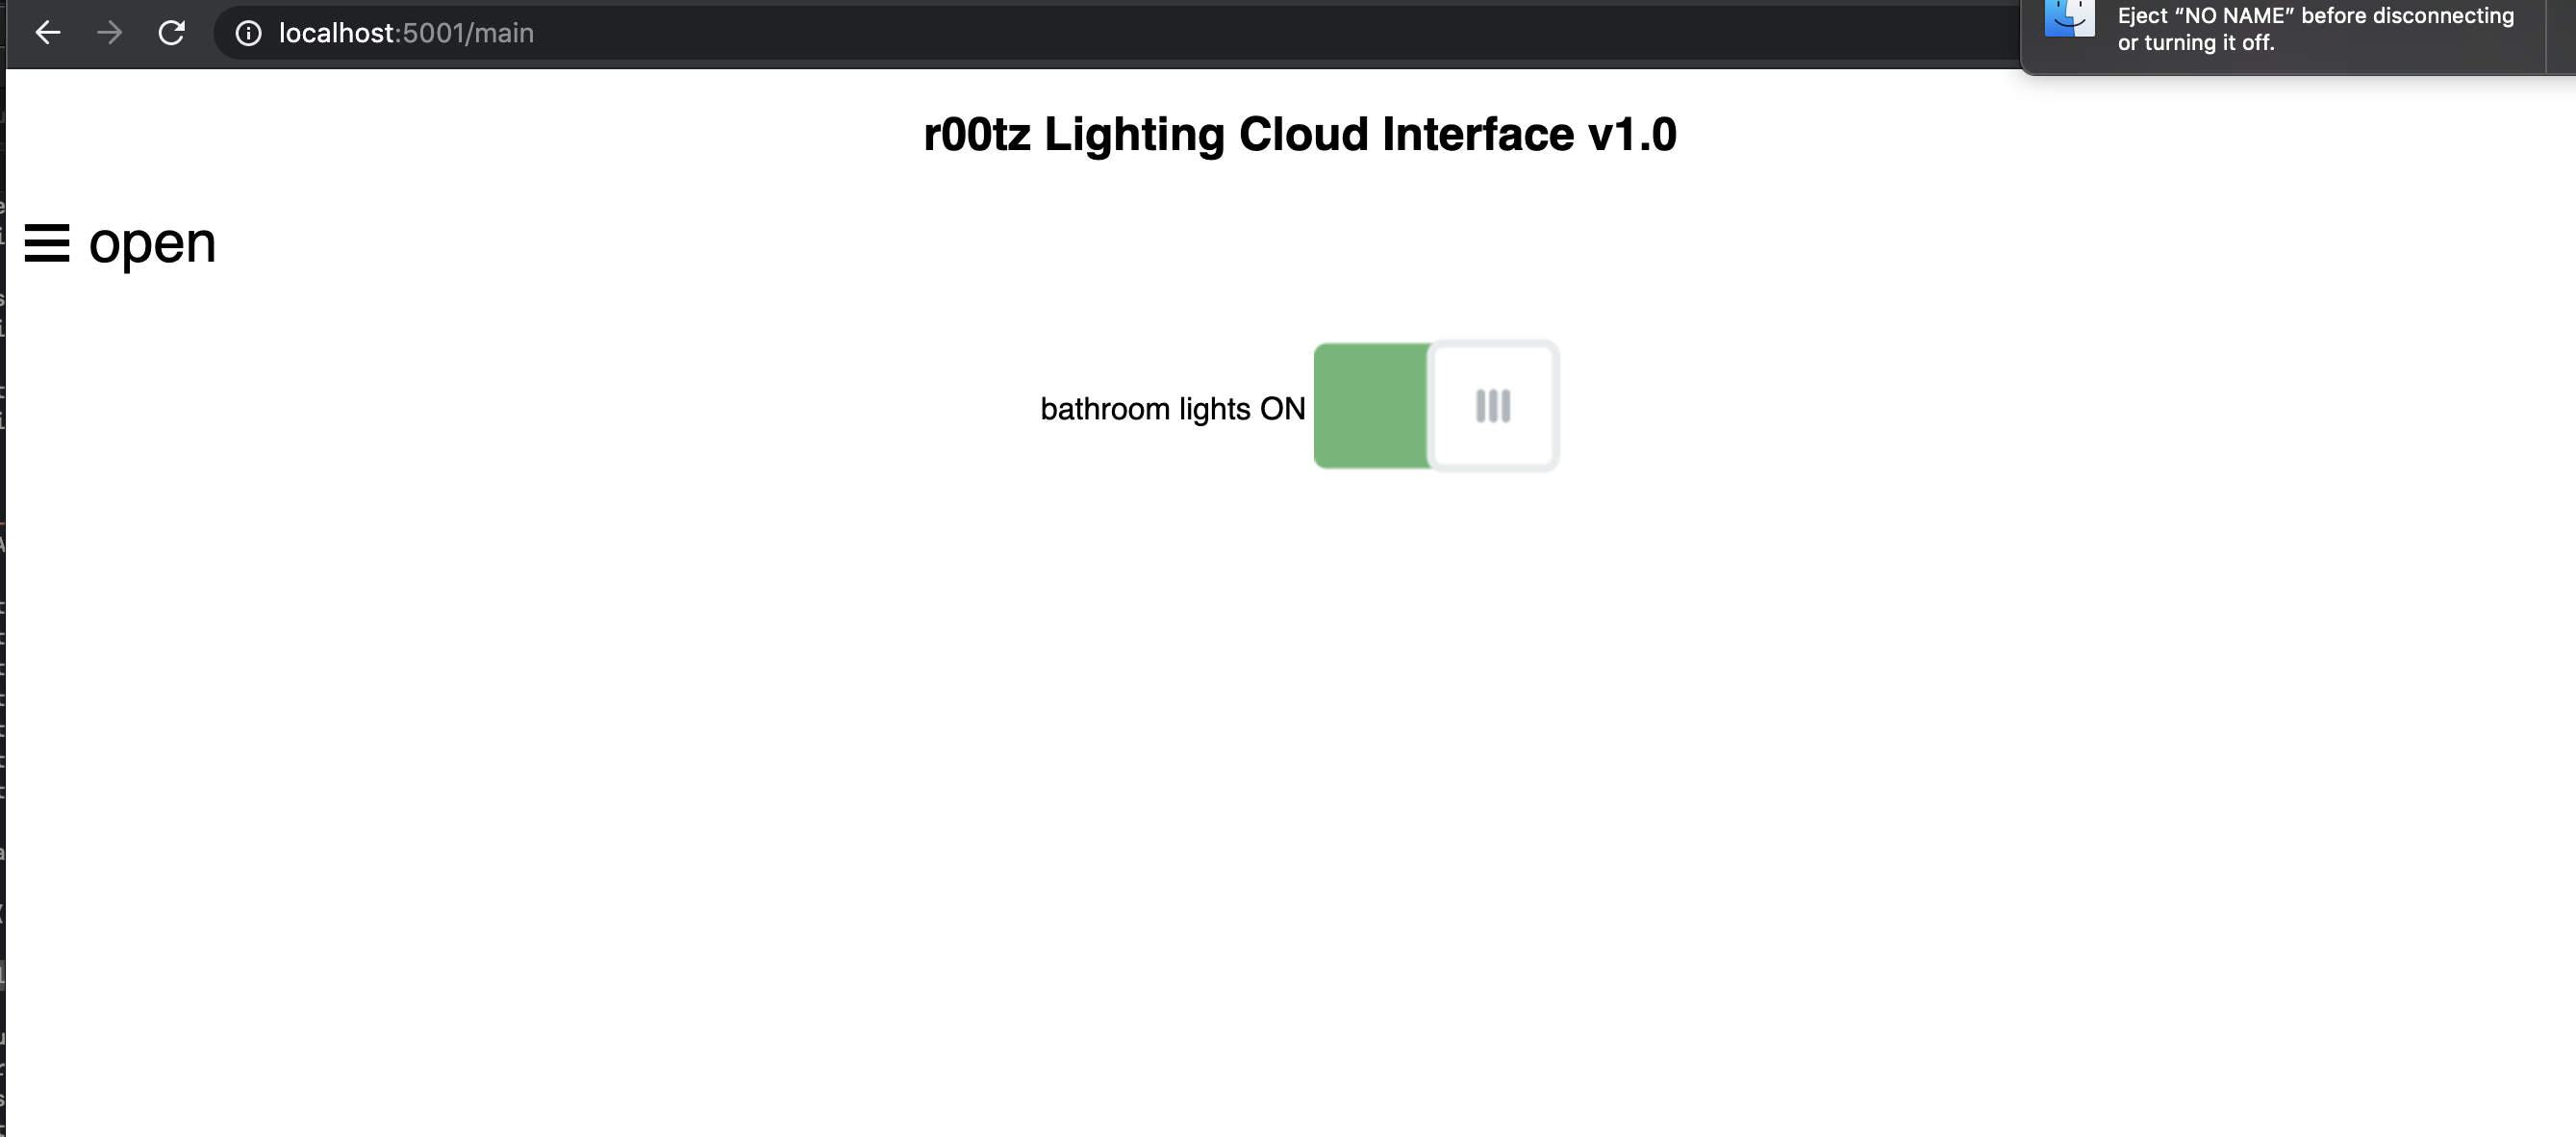 localhost:5001/main
Eject “NO NAME” before disconnecting
or turning it off.
r00tz Lighting Cloud Interface v1.0
☰ open
bathroom lights ON